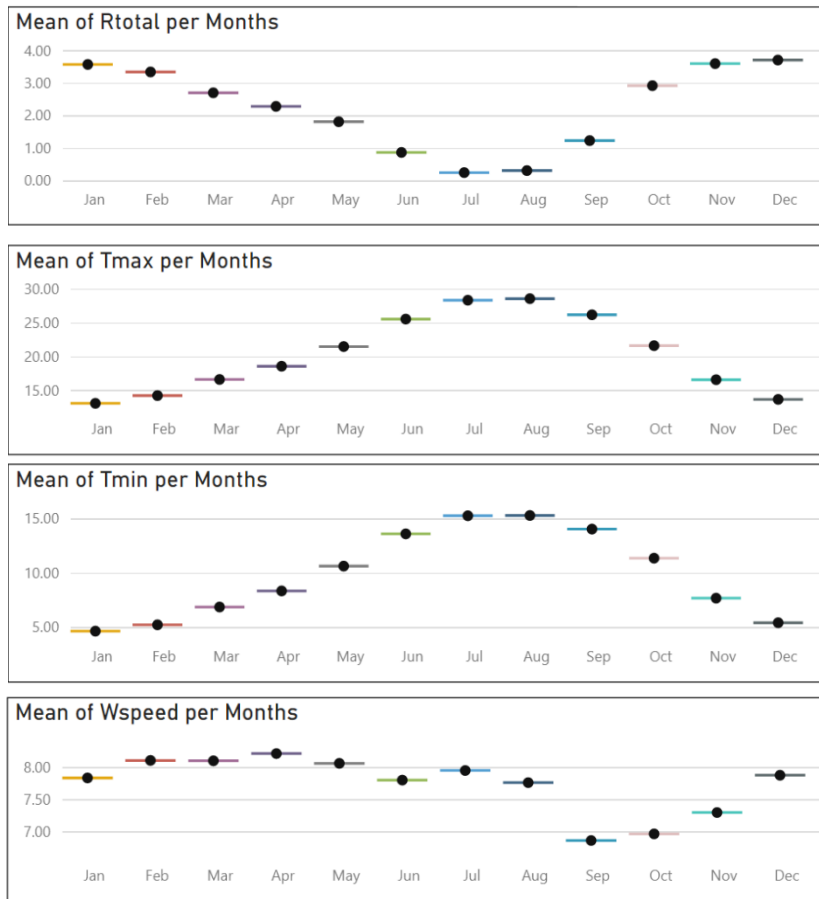 Mean of Rtotal per Months
4.00
3.00
2.00
1.00
0.00
Jan Feb Mar Apr May Jun Jul Aug Sep Oct Nov Dec
Mean of Tmax per Months
30.00
25.00
20.00
15.00
Jan Feb Mar Apr May Jun Jul Aug Sep Oct Nov Dec
Mean of Tmin per Months
15.00
10.00
5.00
Jan Feb Mar Apr May Jun Jul Aug Sep Oct Nov Dec
Mean of Wspeed per Months
8.00
7.50
7.00
Jan Feb Mar Apr May Jun Jul Aug Sep Oct Nov Dec